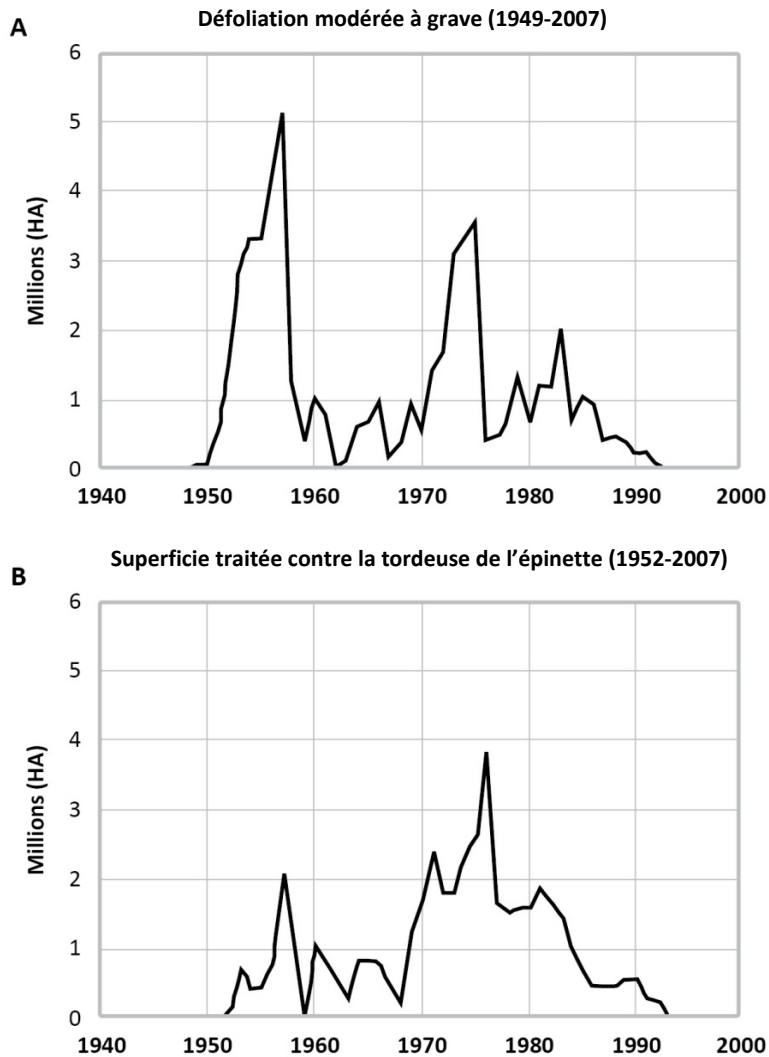 A
Défoliation modérée à grave (1949-2007)
Millions (HA)
6
5
4
3
2
1
0
1940 1950 1960 1970 1980 1990 2000
B
Superficie traitée contre la tordeuse de l’épinette (1952-2007)
Millions (HA)
6
5
4
3
2
1
0
1940 1950 1960 1970 1980 1990 2000